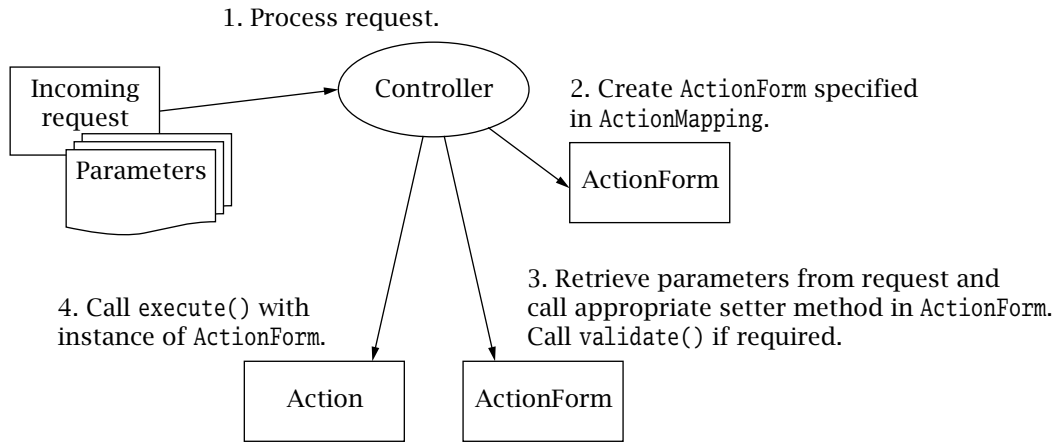 1. Process request.
Incoming
request
Parameters
Controller
2. Create ActionForm specified
in ActionMapping.
ActionForm
3. Retrieve parameters from request and
call appropriate setter method in ActionForm.
Call validate() if required.
4. Call execute() with
instance of ActionForm.
Action
ActionForm